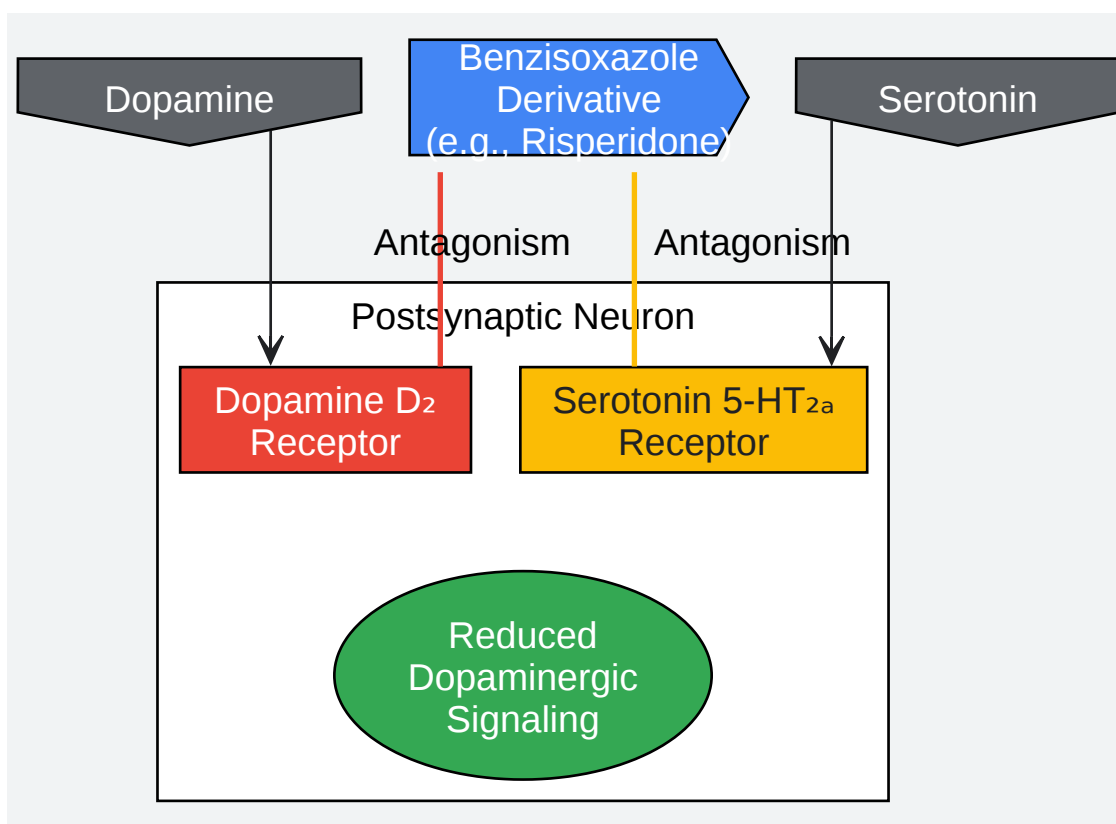 Dopamine
Benzisoxazole
Derivative
(e.g., Risperidone)
Serotonin
Antagonism
Antagonism
Postsynaptic Neuron
Dopamine D₂
Receptor
Serotonin 5-HT₂ₐ
Receptor
Reduced
Dopaminergic
Signaling